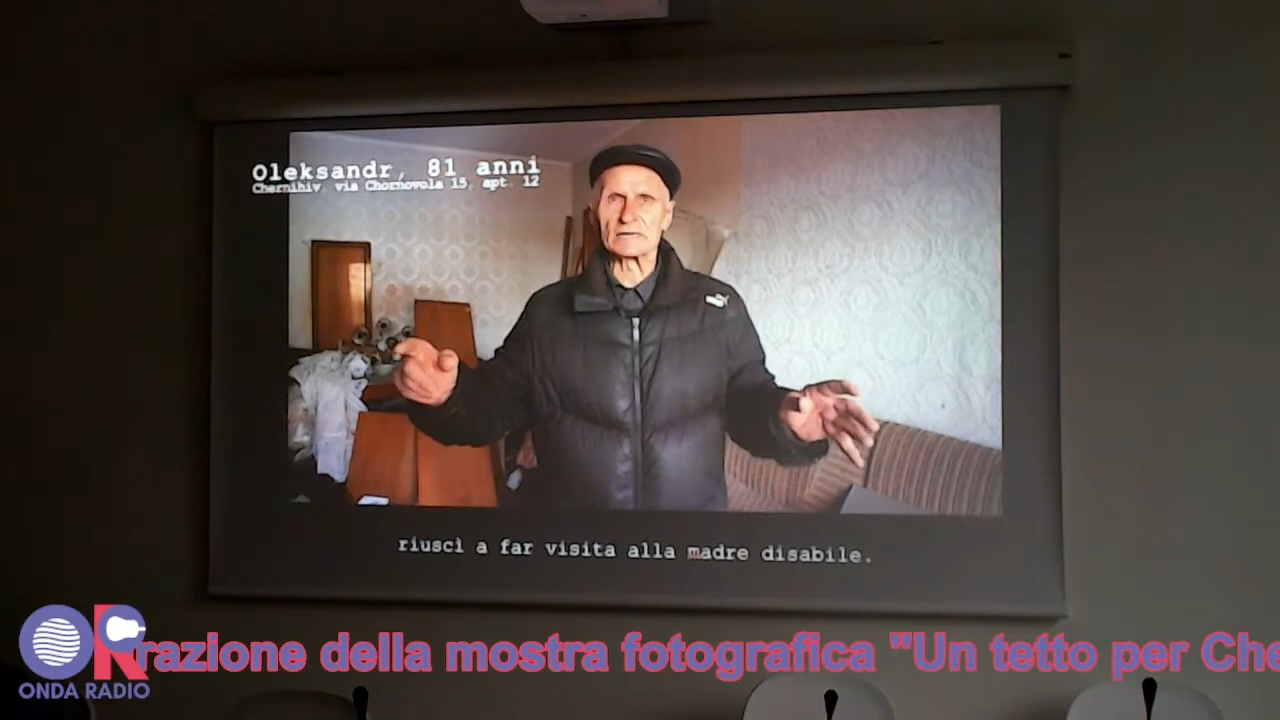 Oleksandr, 81 anni
Chernihiv, via Chornovola 15, apt. 12
riuscì a far visita alla madre disabile.
OR
razione della mostra fotografica "Un tetto per Che
ONDA RADIO